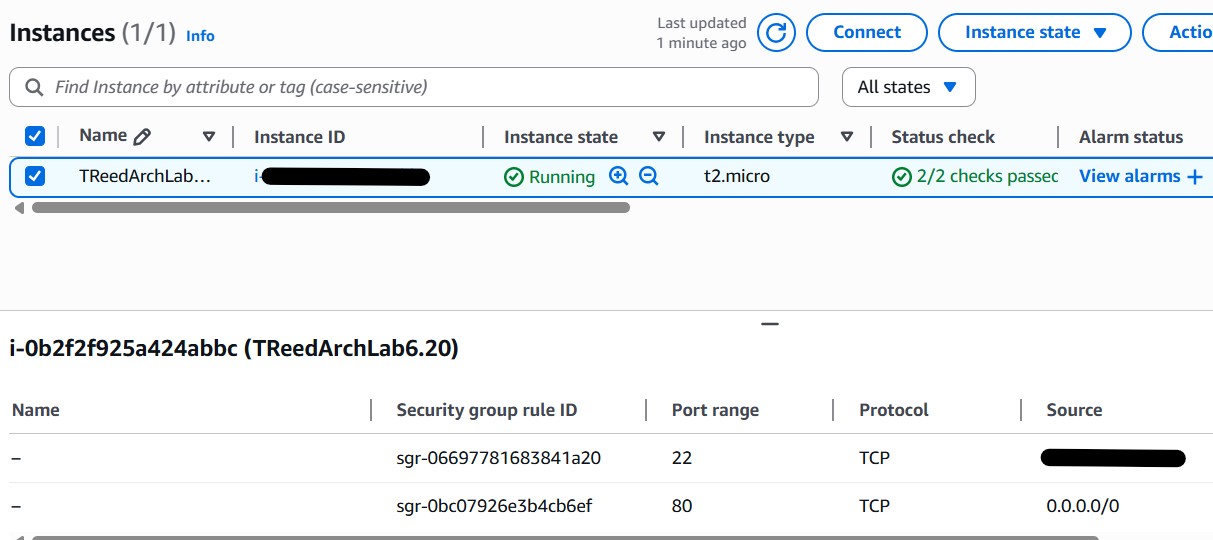 Instances (1/1) Info
Last updated
1 minute ago
Connect
Instance state
Actio
Find Instance by attribute or tag (case-sensitive)
All states
Name Instance ID Instance state Instance type Status check Alarm status
TReedArchLab... i- Running t2.micro 2/2 checks passec View alarms +
i-0b2f2f925a424abbc (TReedArchLab6.20)
Name Security group rule ID Port range Protocol Source
– sgr-06697781683841a20 22 TCP
– sgr-0bc07926e3b4cb6ef 80 TCP 0.0.0.0/0